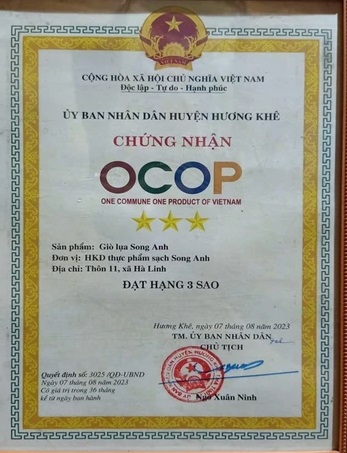 CỘNG HÒA XÃ HỘI CHỦ NGHĨA VIỆT NAM
Độc lập - Tự do - Hạnh phúc
ỦY BAN NHÂN DÂN HUYỆN HƯƠNG KHÊ
CHỨNG NHẬN
OCOP
ONE COMMUNE ONE PRODUCT OF VIETNAM
Sản phẩm: Giò lụa Song Anh
Đơn vị: HKD thực phẩm sạch Song Anh
Địa chỉ: Thôn 11, xã Hà Linh
ĐẠT HẠNG 3 SAO
Hương Khê, ngày 07 tháng 08 năm 2023
TM. ỦY BAN NHÂN DÂN
CHỦ TỊCH
Quyết định số: 3025 /QĐ-UBND
Ngày 07 tháng 08 năm 2023
Có giá trị trong 36 tháng
kể từ ngày ban hành
Ngô Xuân Ninh